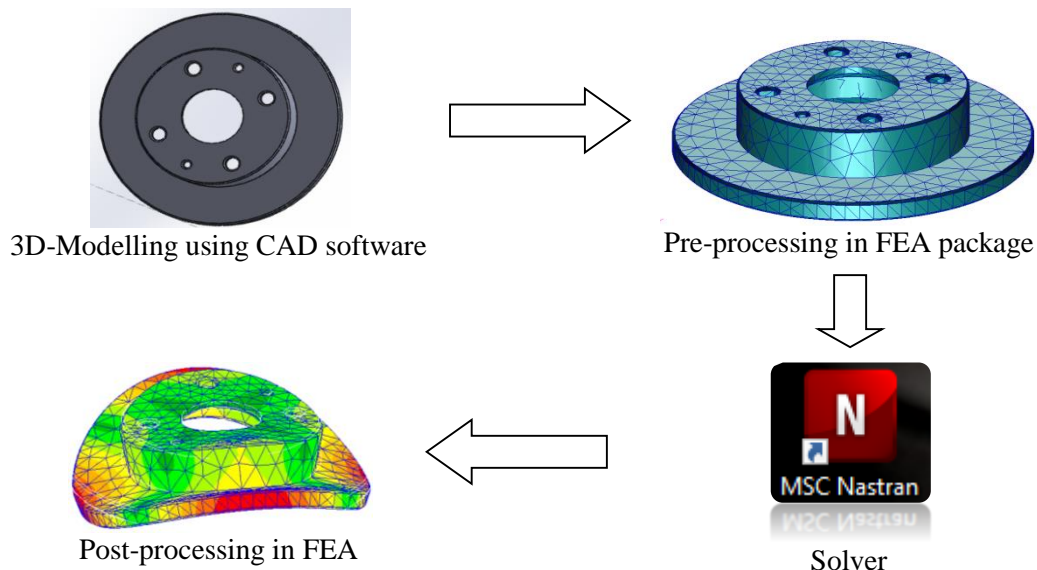 3D-Modelling using CAD software
Pre-processing in FEA package
N
MSC Nastran
Post-processing in FEA
Solver